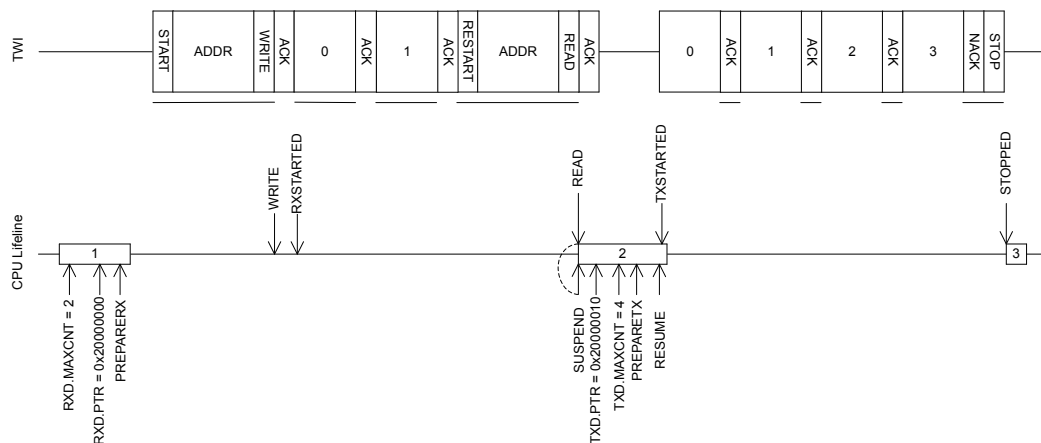 TWI
START
ADDR
WRITE
ACK
0
ACK
1
ACK
RESTART
ADDR
READ
ACK
0
ACK
1
ACK
2
ACK
3
NACK
STOP
CPU Lifeline
WRITE
RXSTARTED
READ
TXSTARTED
STOPPED
1
2
3
RXD.MAXCNT = 2
RXD.PTR = 0x20000000
PREPARERX
SUSPEND
TXD.PTR = 0x20000010
TXD.MAXCNT = 4
PREPARETX
RESUME